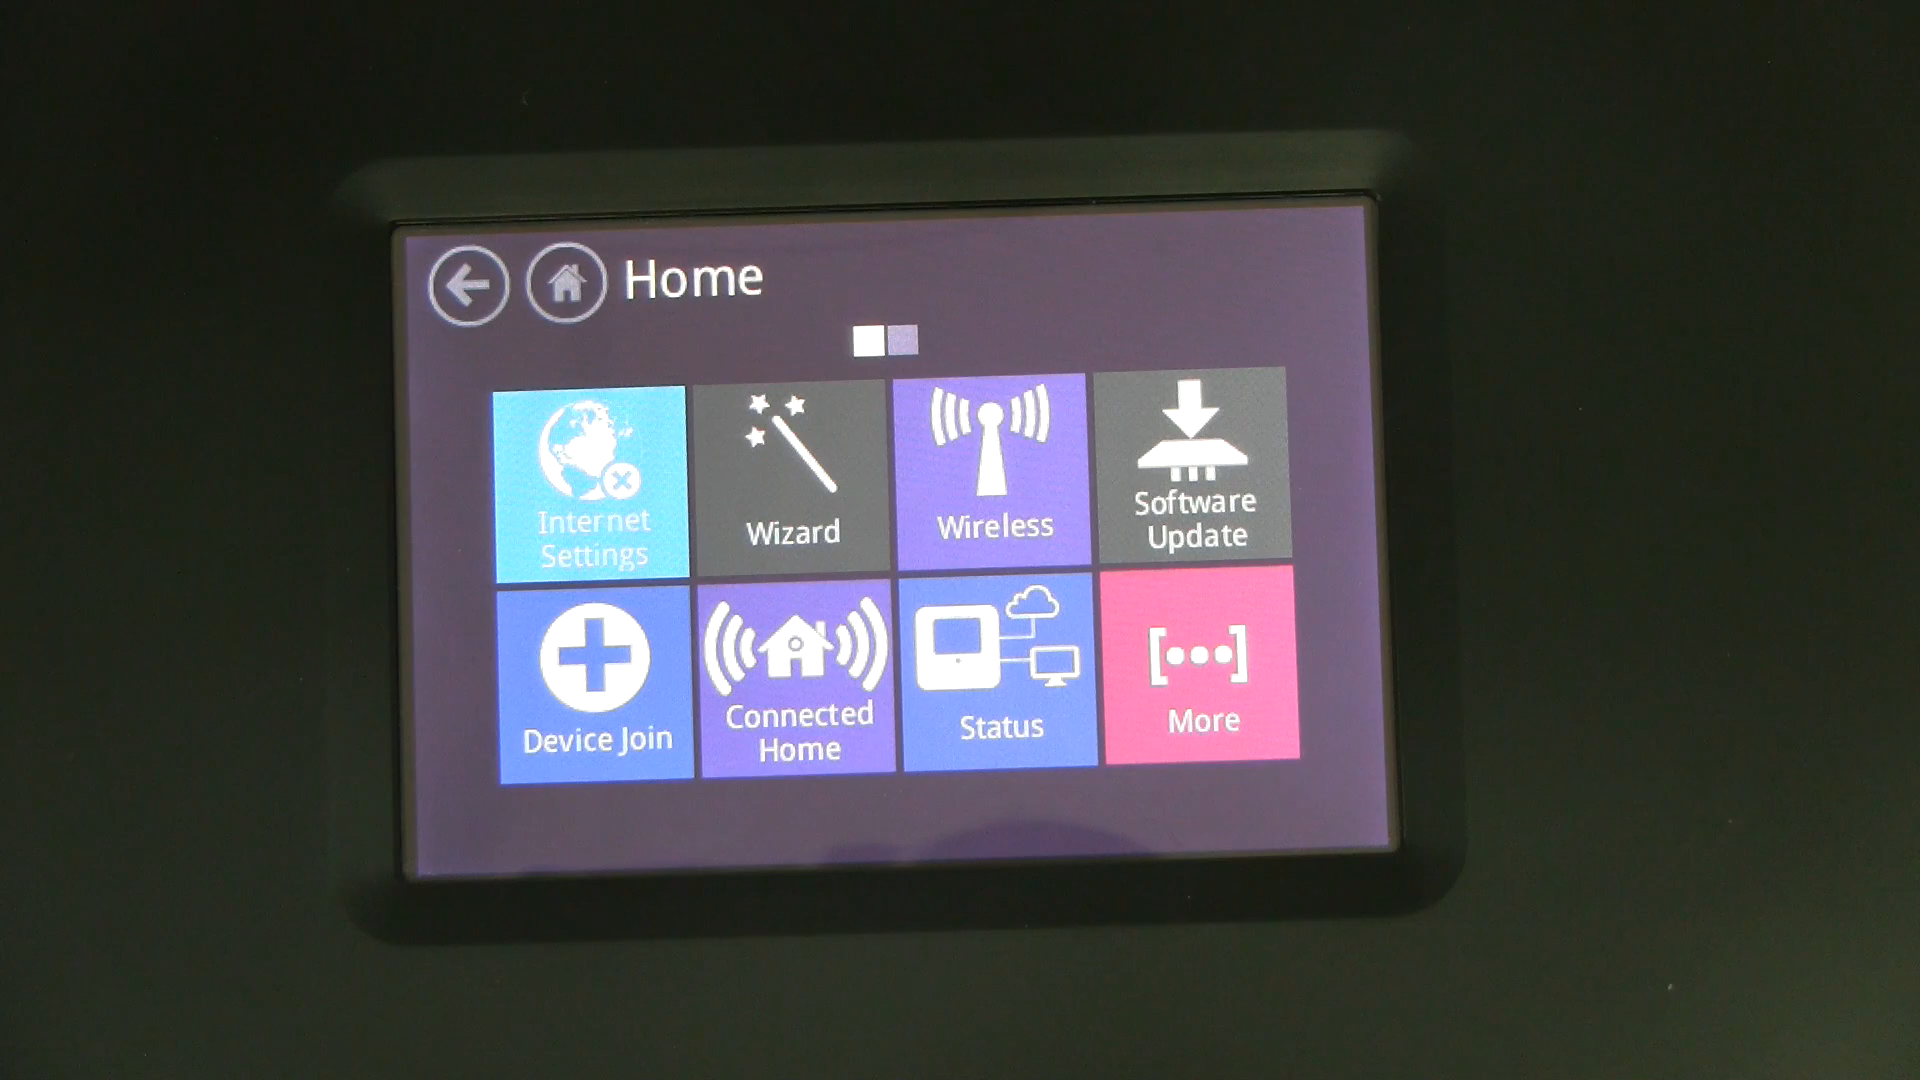 Home
Internet
Settings
Wizard
Wireless
Software
Update
Device Join
Connected
Home
Status
[...]
More